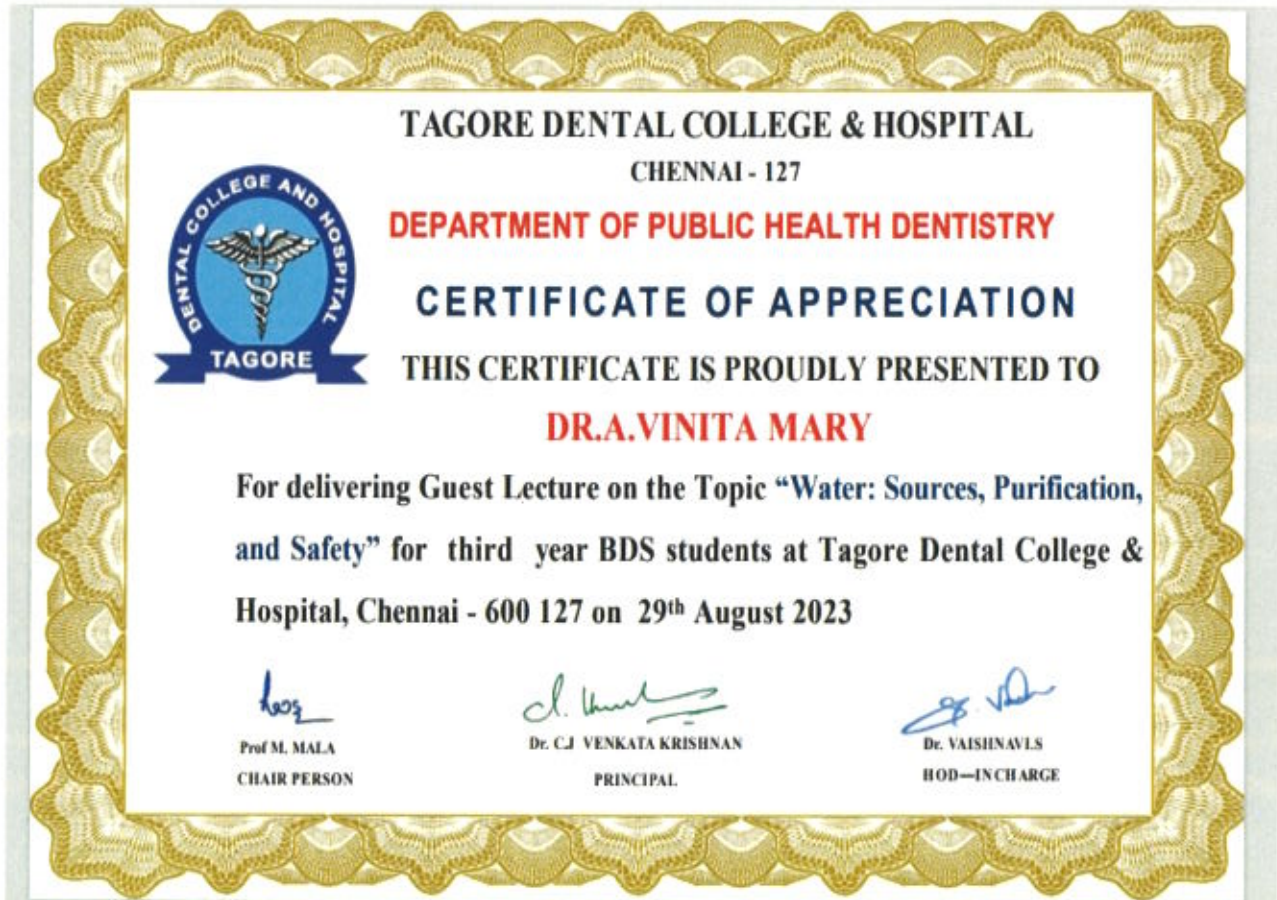 TAGORE DENTAL COLLEGE & HOSPITAL
CHENNAI - 127
DEPARTMENT OF PUBLIC HEALTH DENTISTRY
DENTAL COLLEGE AND HOSPITAL
TAGORE
CERTIFICATE OF APPRECIATION
THIS CERTIFICATE IS PROUDLY PRESENTED TO
DR.A.VINITA MARY
For delivering Guest Lecture on the Topic “Water: Sources, Purification,
and Safety” for third year BDS students at Tagore Dental College &
Hospital, Chennai - 600 127 on 29th August 2023
Prof M. MALA
CHAIR PERSON
Dr. C.J VENKATA KRISHNAN
PRINCIPAL
Dr. VAISHNAVI.S
HOD—INCHARGE